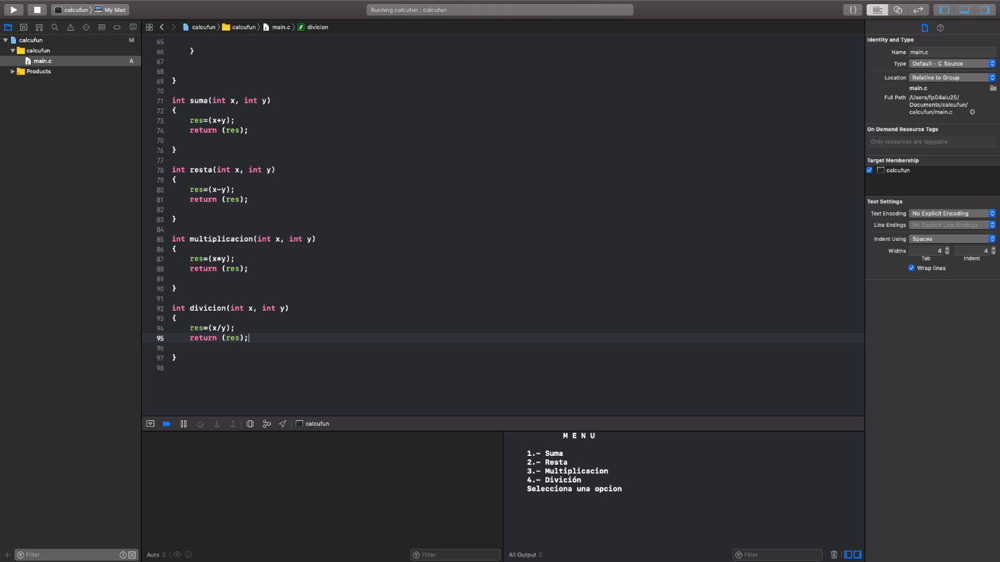 calcufun 〉 My Mac
Running calcufun : calcufun
{ }
calcufun 〉 calcufun 〉 main.c 〉 f divicion
calcufun M
calcufun
main.c A
Products
65
66     }
67
68
69 }
70
71 int suma(int x, int y)
72 {
73     res=(x+y);
74     return (res);
75
76 }
77
78 int resta(int x, int y)
79 {
80     res=(x-y);
81     return (res);
82
83 }
84
85 int multiplicacion(int x, int y)
86 {
87     res=(x*y);
88     return (res);
89
90 }
91
92 int divicion(int x, int y)
93 {
94     res=(x/y);
95     return (res);
96
97 }
98
Identity and Type
Name main.c
Type Default - C Source
Location Relative to Group
main.c
Full Path /Users/fp04alu25/
Documents/calcufun/
calcufun/main.c
On Demand Resource Tags
Only resources are taggable
Target Membership
calcufun
Text Settings
Text Encoding No Explicit Encoding
Line Endings No Explicit Line Endings
Indent Using Spaces
Widths 4 4
Tab Indent
Wrap lines
calcufun
M E N U
1.- Suma
2.- Resta
3.- Multiplicacion
4.- Divición
Selecciona una opcion
Filter
Auto
Filter
All Output
Filter